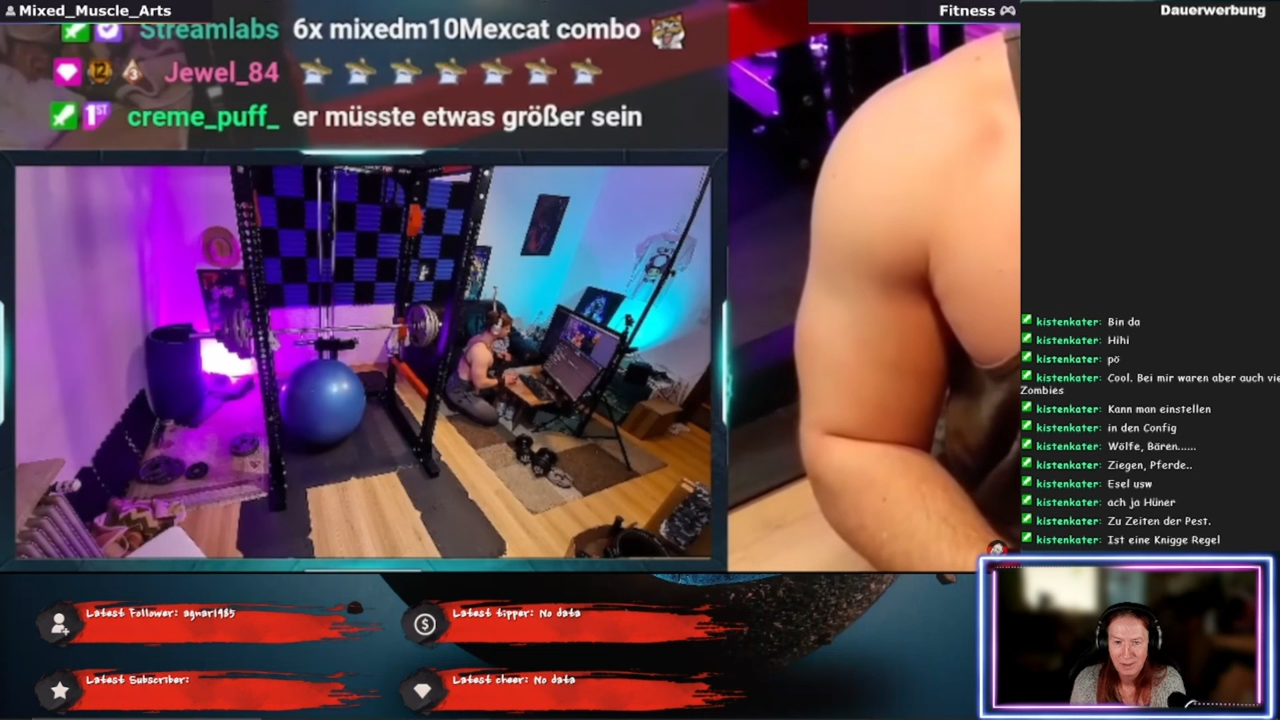 Mixed_Muscle_Arts
Fitness
Dauerwerbung
Streamlabs 6x mixedm10Mexcat combo
12 3 Jewel_84
1ST creme_puff_ er müsste etwas größer sein
kistenkater: Bin da
kistenkater: Hihi
kistenkater: pö
kistenkater: Cool. Bei mir waren aber auch vie
Zombies
kistenkater: Kann man einstellen
kistenkater: in den Config
kistenkater: Wölfe, Bären......
kistenkater: Ziegen, Pferde..
kistenkater: Esel usw
kistenkater: ach ja Hüner
kistenkater: Zu Zeiten der Pest.
kistenkater: Ist eine Knigge Regel
Latest Follower: agnar1985
Latest tipper: No data
Latest Subscriber:
Latest cheer: No data